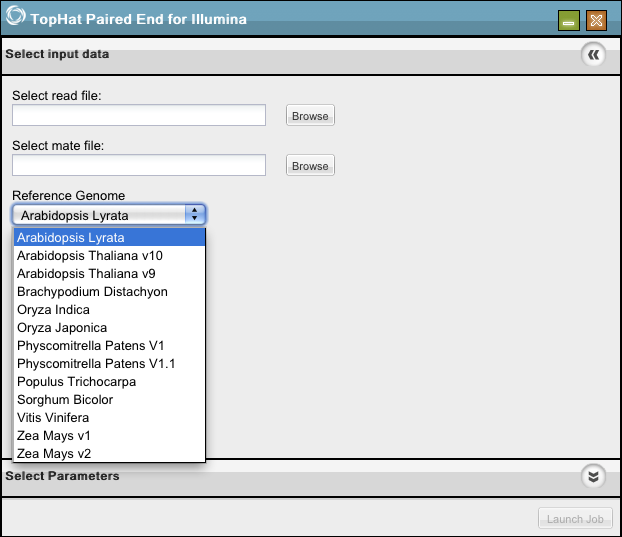 TopHat Paired End for Illumina
Select input data
Select read file:
Browse
Select mate file:
Browse
Reference Genome
Arabidopsis Lyrata
Arabidopsis Lyrata
Arabidopsis Thaliana v10
Arabidopsis Thaliana v9
Brachypodium Distachyon
Oryza Indica
Oryza Japonica
Physcomitrella Patens V1
Physcomitrella Patens V1.1
Populus Trichocarpa
Sorghum Bicolor
Vitis Vinifera
Zea Mays v1
Zea Mays v2
Select Parameters
Launch Job